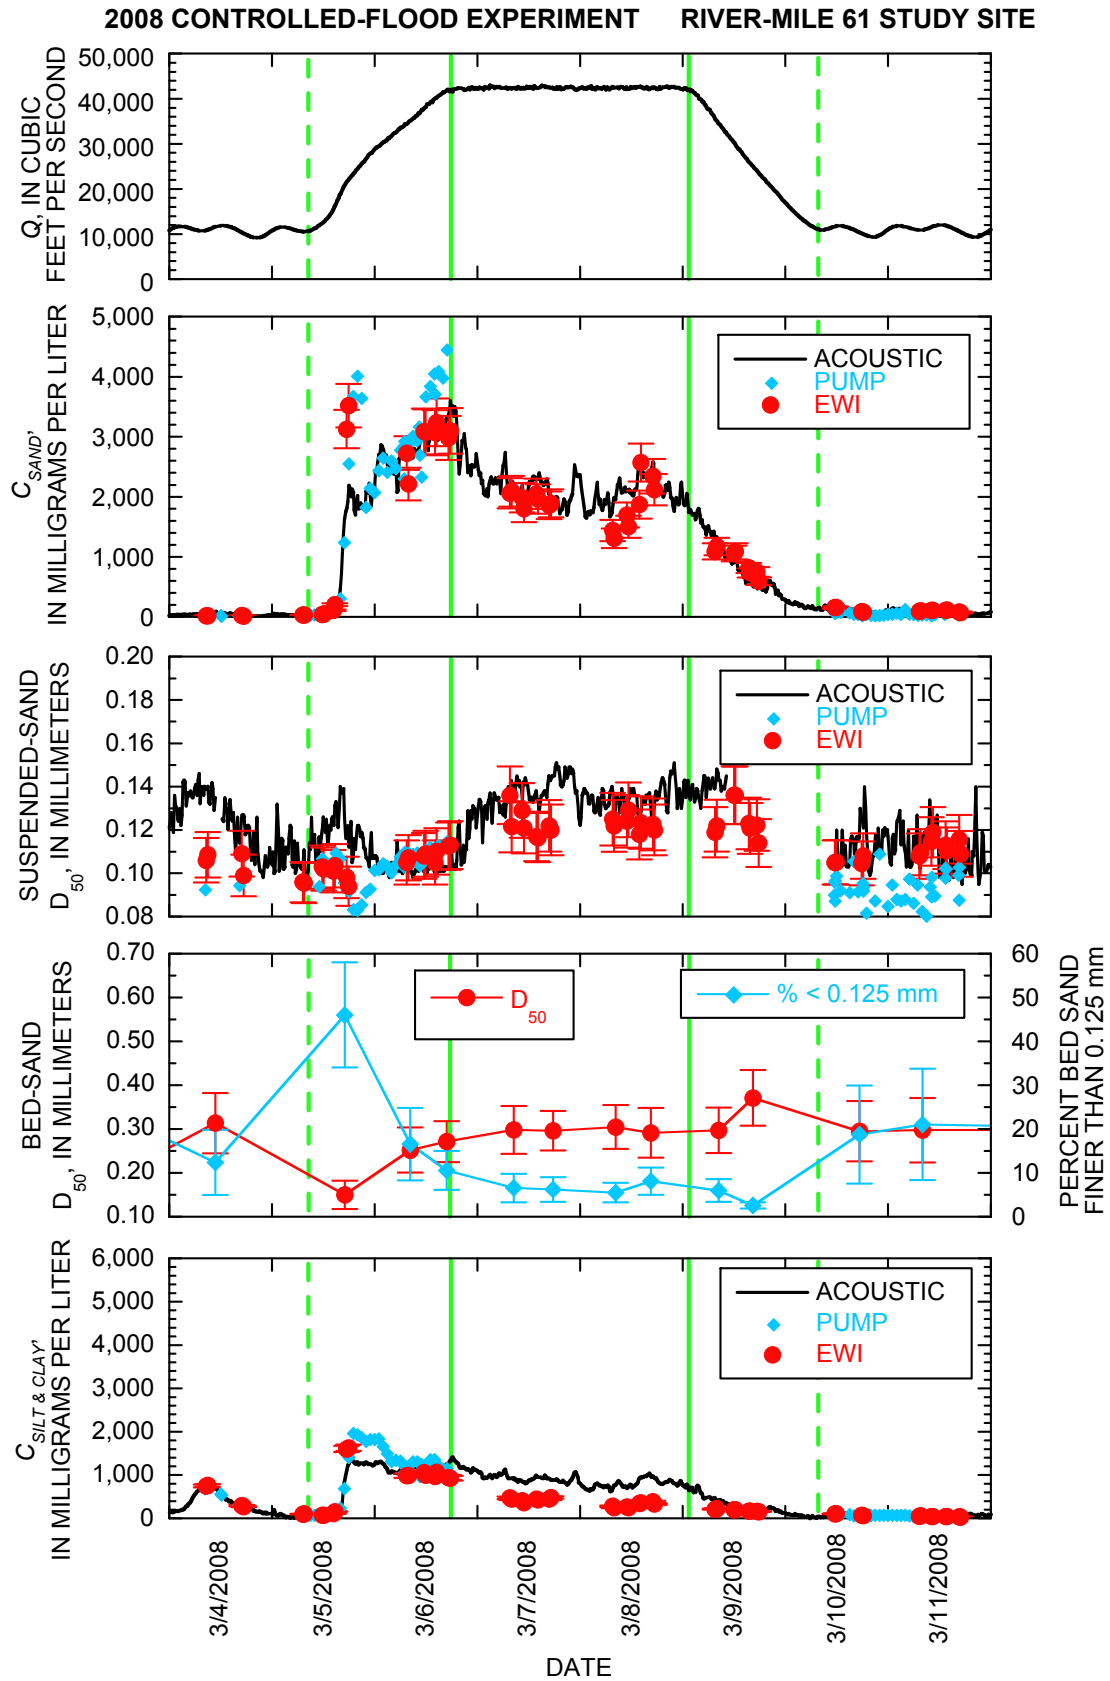 2008 CONTROLLED-FLOOD EXPERIMENT RIVER-MILE 61 STUDY SITE
Q, IN CUBIC
FEET PER SECOND
50,000
40,000
30,000
20,000
10,000
0
C SAND,
IN MILLIGRAMS PER LITER
5,000
4,000
3,000
2,000
1,000
0
ACOUSTIC
PUMP
EWI
SUSPENDED-SAND
D50, IN MILLIMETERS
0.20
0.18
0.16
0.14
0.12
0.10
0.08
ACOUSTIC
PUMP
EWI
BED-SAND
D50, IN MILLIMETERS
0.70
0.60
0.50
0.40
0.30
0.20
0.10
D50
% < 0.125 mm
60
50
40
30
20
10
0
PERCENT BED SAND
FINER THAN 0.125 mm
C SILT & CLAY,
IN MILLIGRAMS PER LITER
6,000
5,000
4,000
3,000
2,000
1,000
0
ACOUSTIC
PUMP
EWI
3/4/2008
3/5/2008
3/6/2008
3/7/2008
3/8/2008
3/9/2008
3/10/2008
3/11/2008
DATE